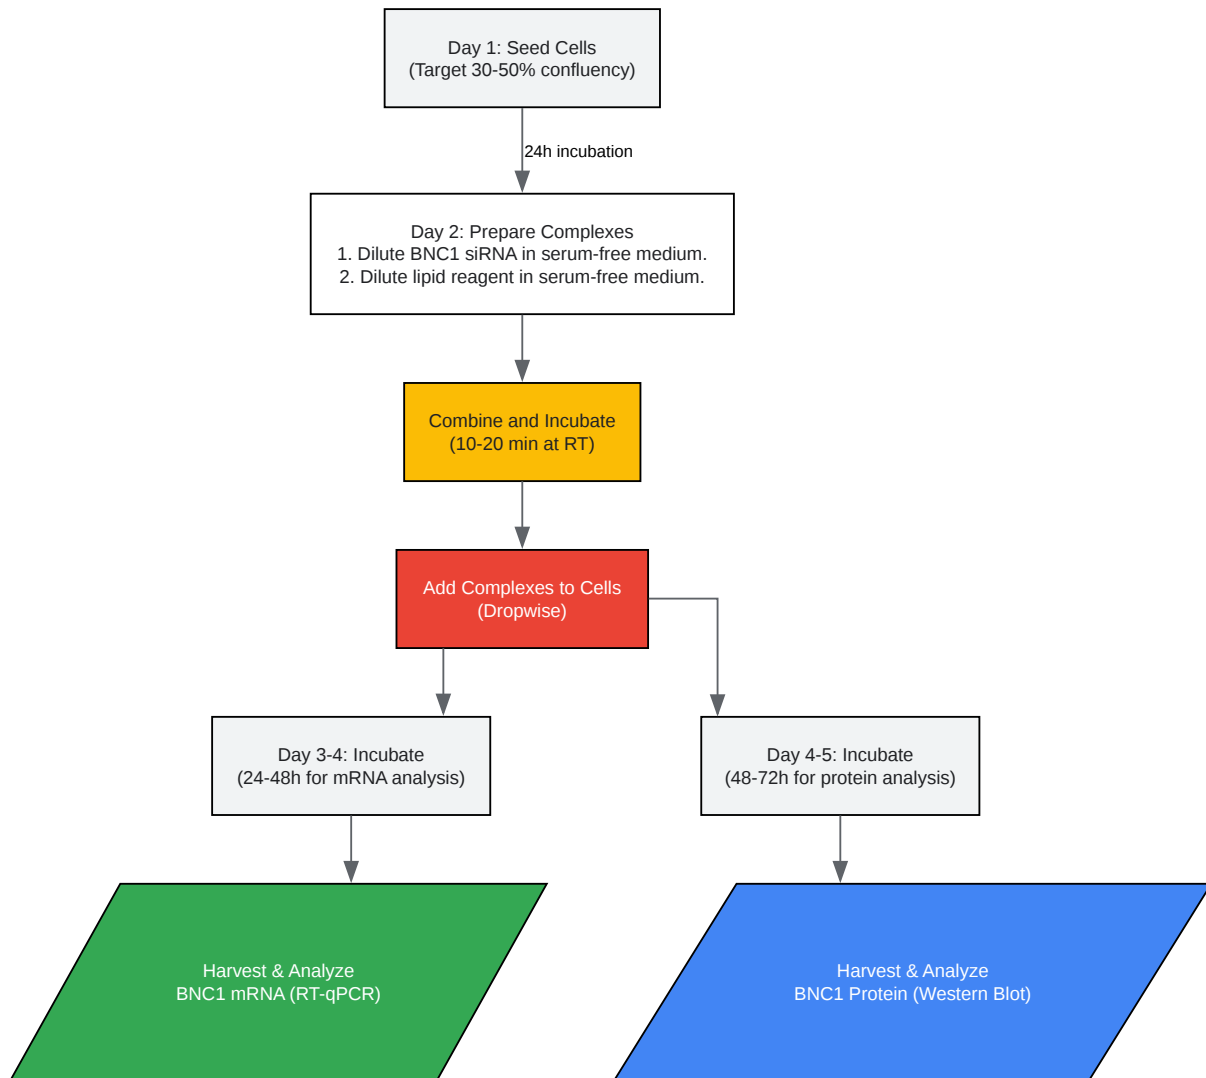 Day 1: Seed Cells
(Target 30-50% confluency)
24h incubation
Day 2: Prepare Complexes
1. Dilute BNC1 siRNA in serum-free medium.
2. Dilute lipid reagent in serum-free medium.
Combine and Incubate
(10-20 min at RT)
Add Complexes to Cells
(Dropwise)
Day 3-4: Incubate
(24-48h for mRNA analysis)
Day 4-5: Incubate
(48-72h for protein analysis)
Harvest & Analyze
BNC1 mRNA (RT-qPCR)
Harvest & Analyze
BNC1 Protein (Western Blot)